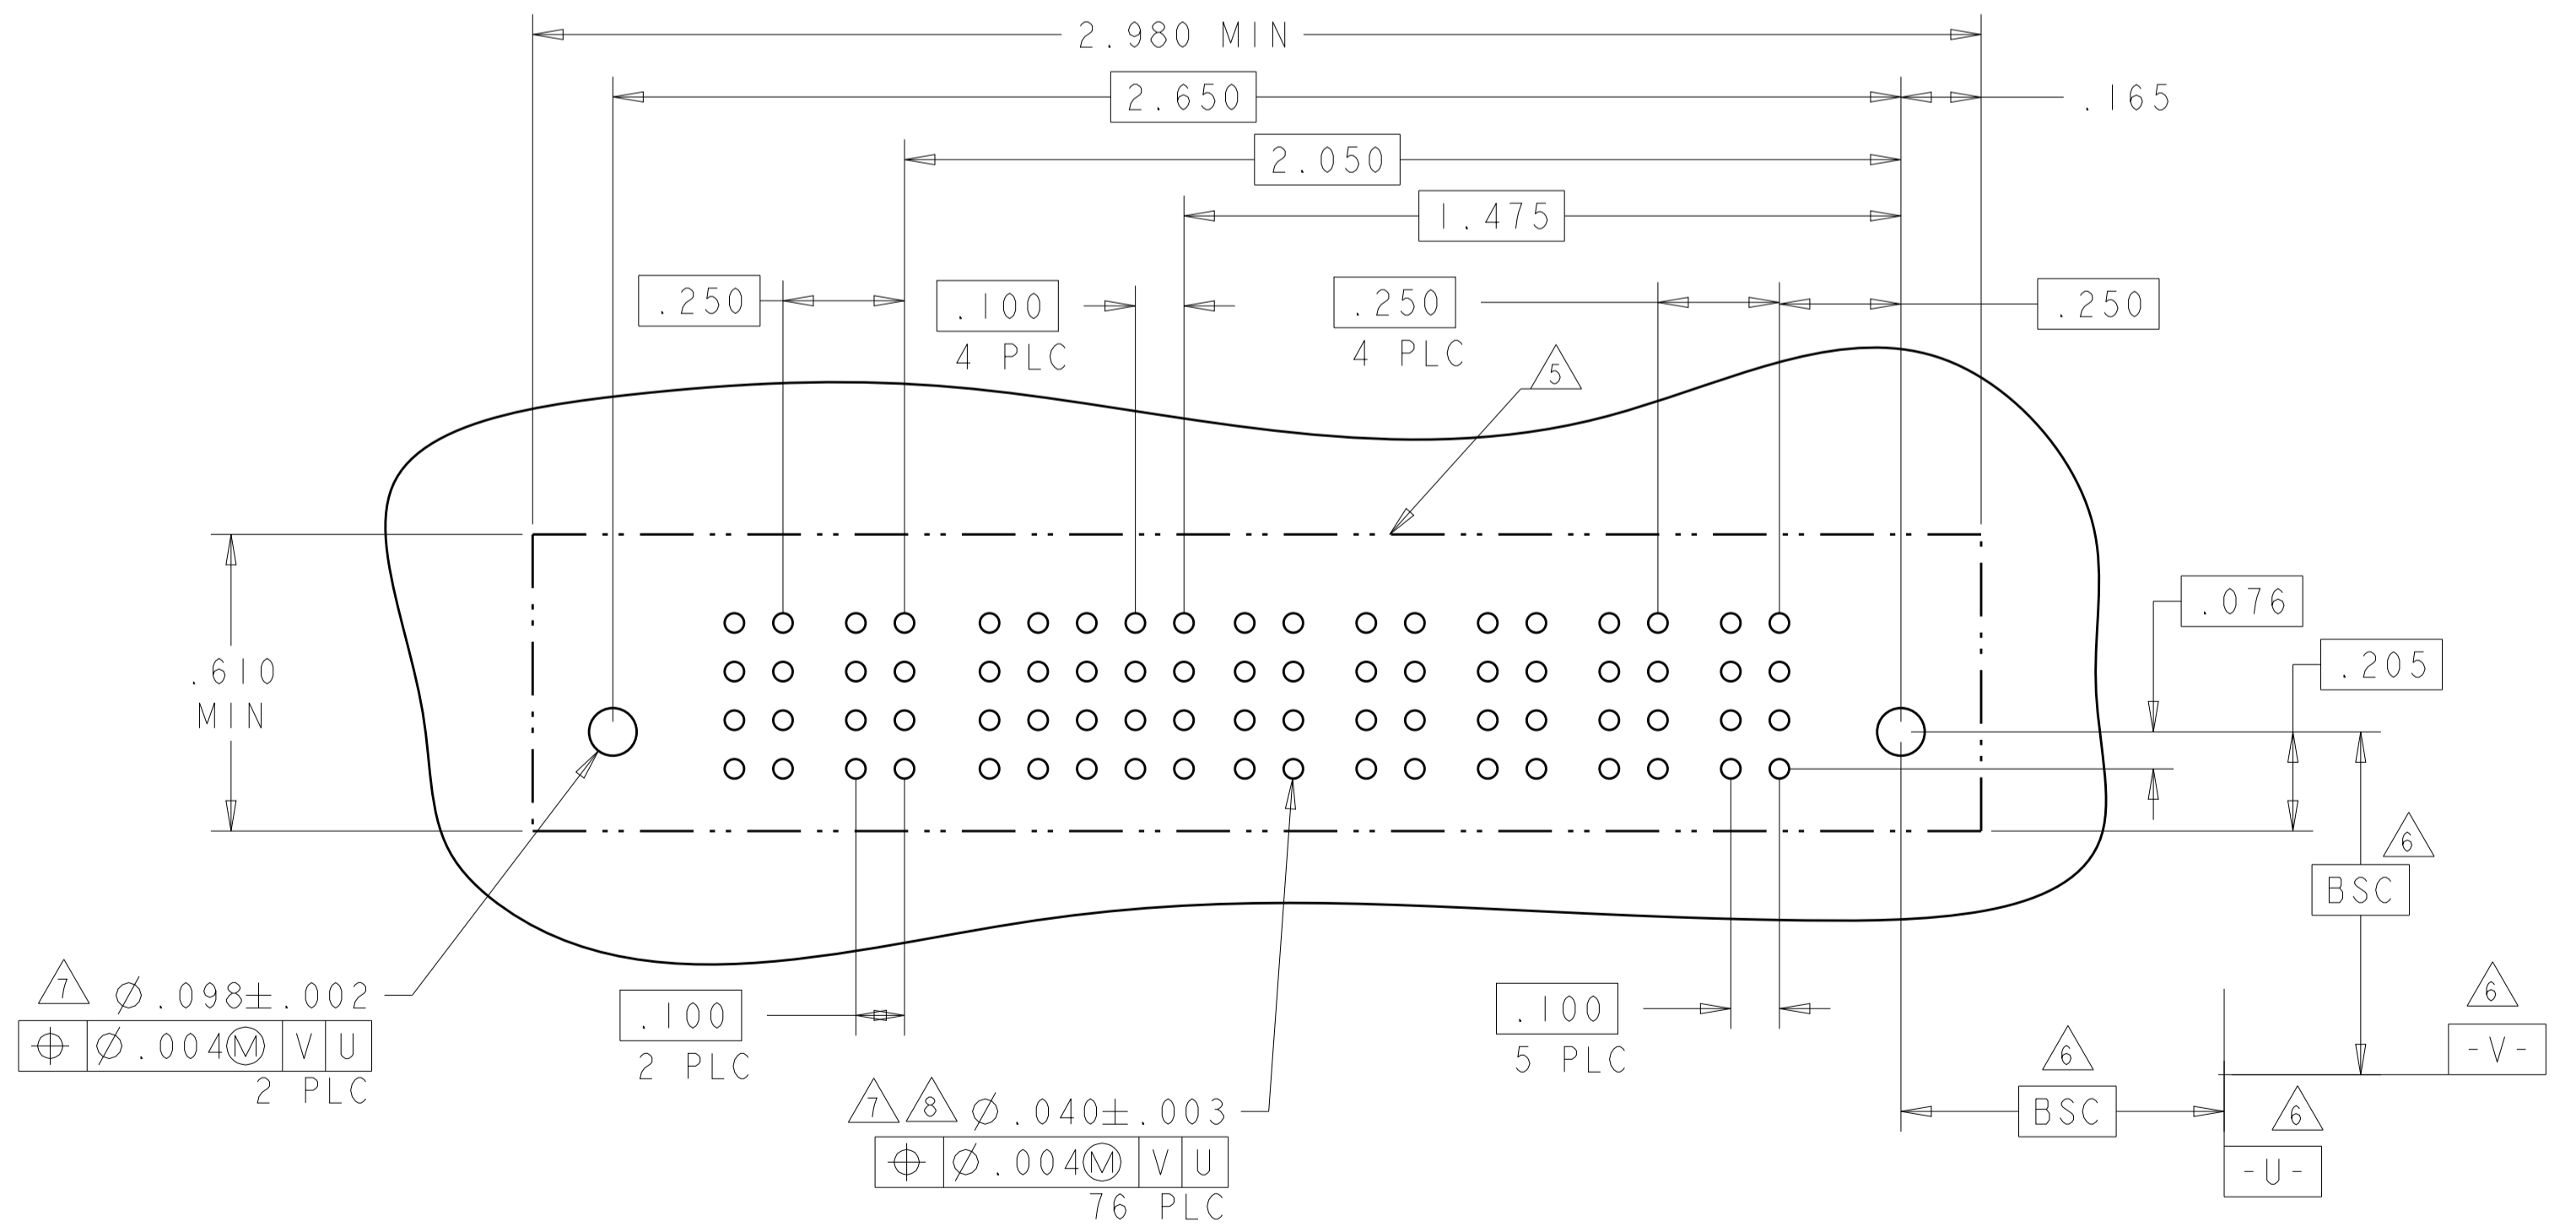 2.980 MIN
2.650
.165
2.050
1.475
.250
.100
4 PLC
.250
4 PLC
.250
5
.076
.205
.610
MIN
6
BSC
7 Ø.098±.002
⌖ Ø.004Ⓜ V U
2 PLC
.100
2 PLC
.100
5 PLC
6
-V-
6
BSC
6
-U-
7 8 Ø.040±.003
⌖ Ø.004Ⓜ V U
76 PLC